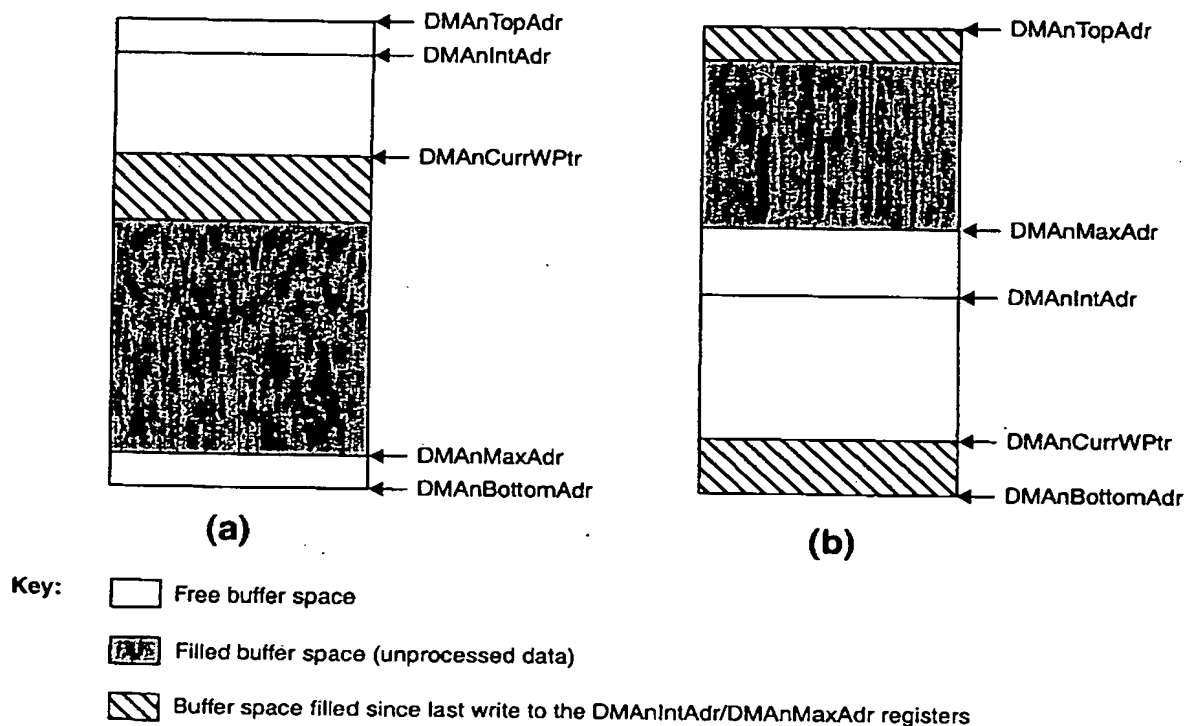 DMAnTopAdr
DMAnIntAdr
DMAnCurrWPtr
DMAnMaxAdr
DMAnBottomAdr
(a)
DMAnTopAdr
DMAnMaxAdr
DMAnIntAdr
DMAnCurrWPtr
DMAnBottomAdr
(b)
Key:
Free buffer space
Filled buffer space (unprocessed data)
Buffer space filled since last write to the DMAnIntAdr/DMAnMaxAdr registers